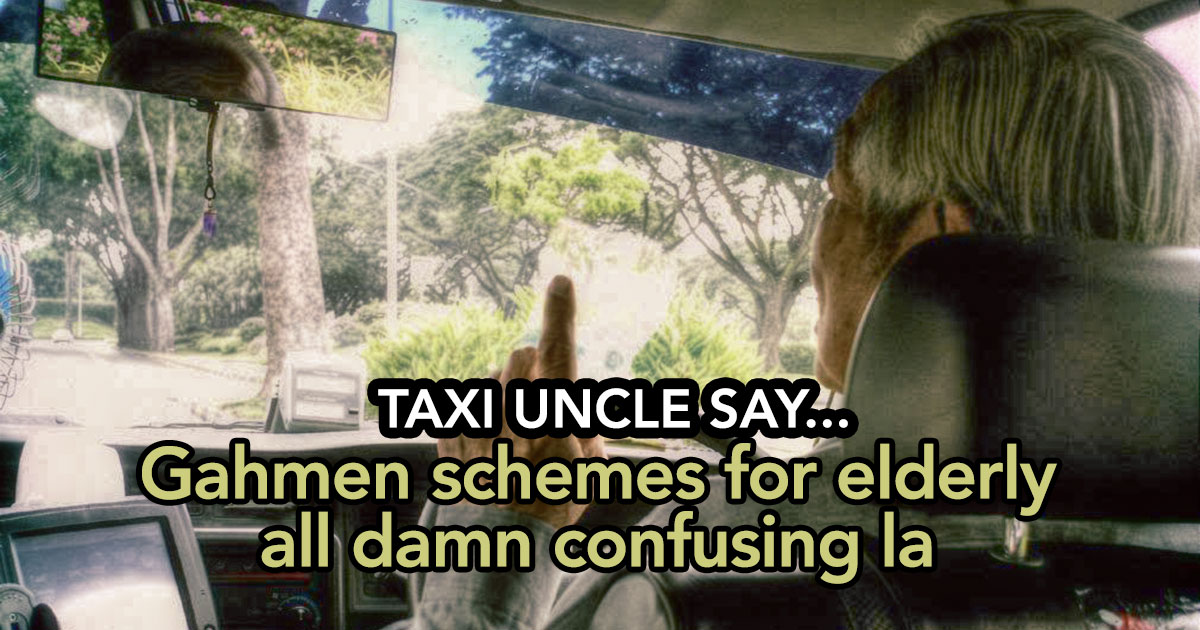 TAXI UNCLE SAY...
Gahmen schemes for elderly
all damn confusing la